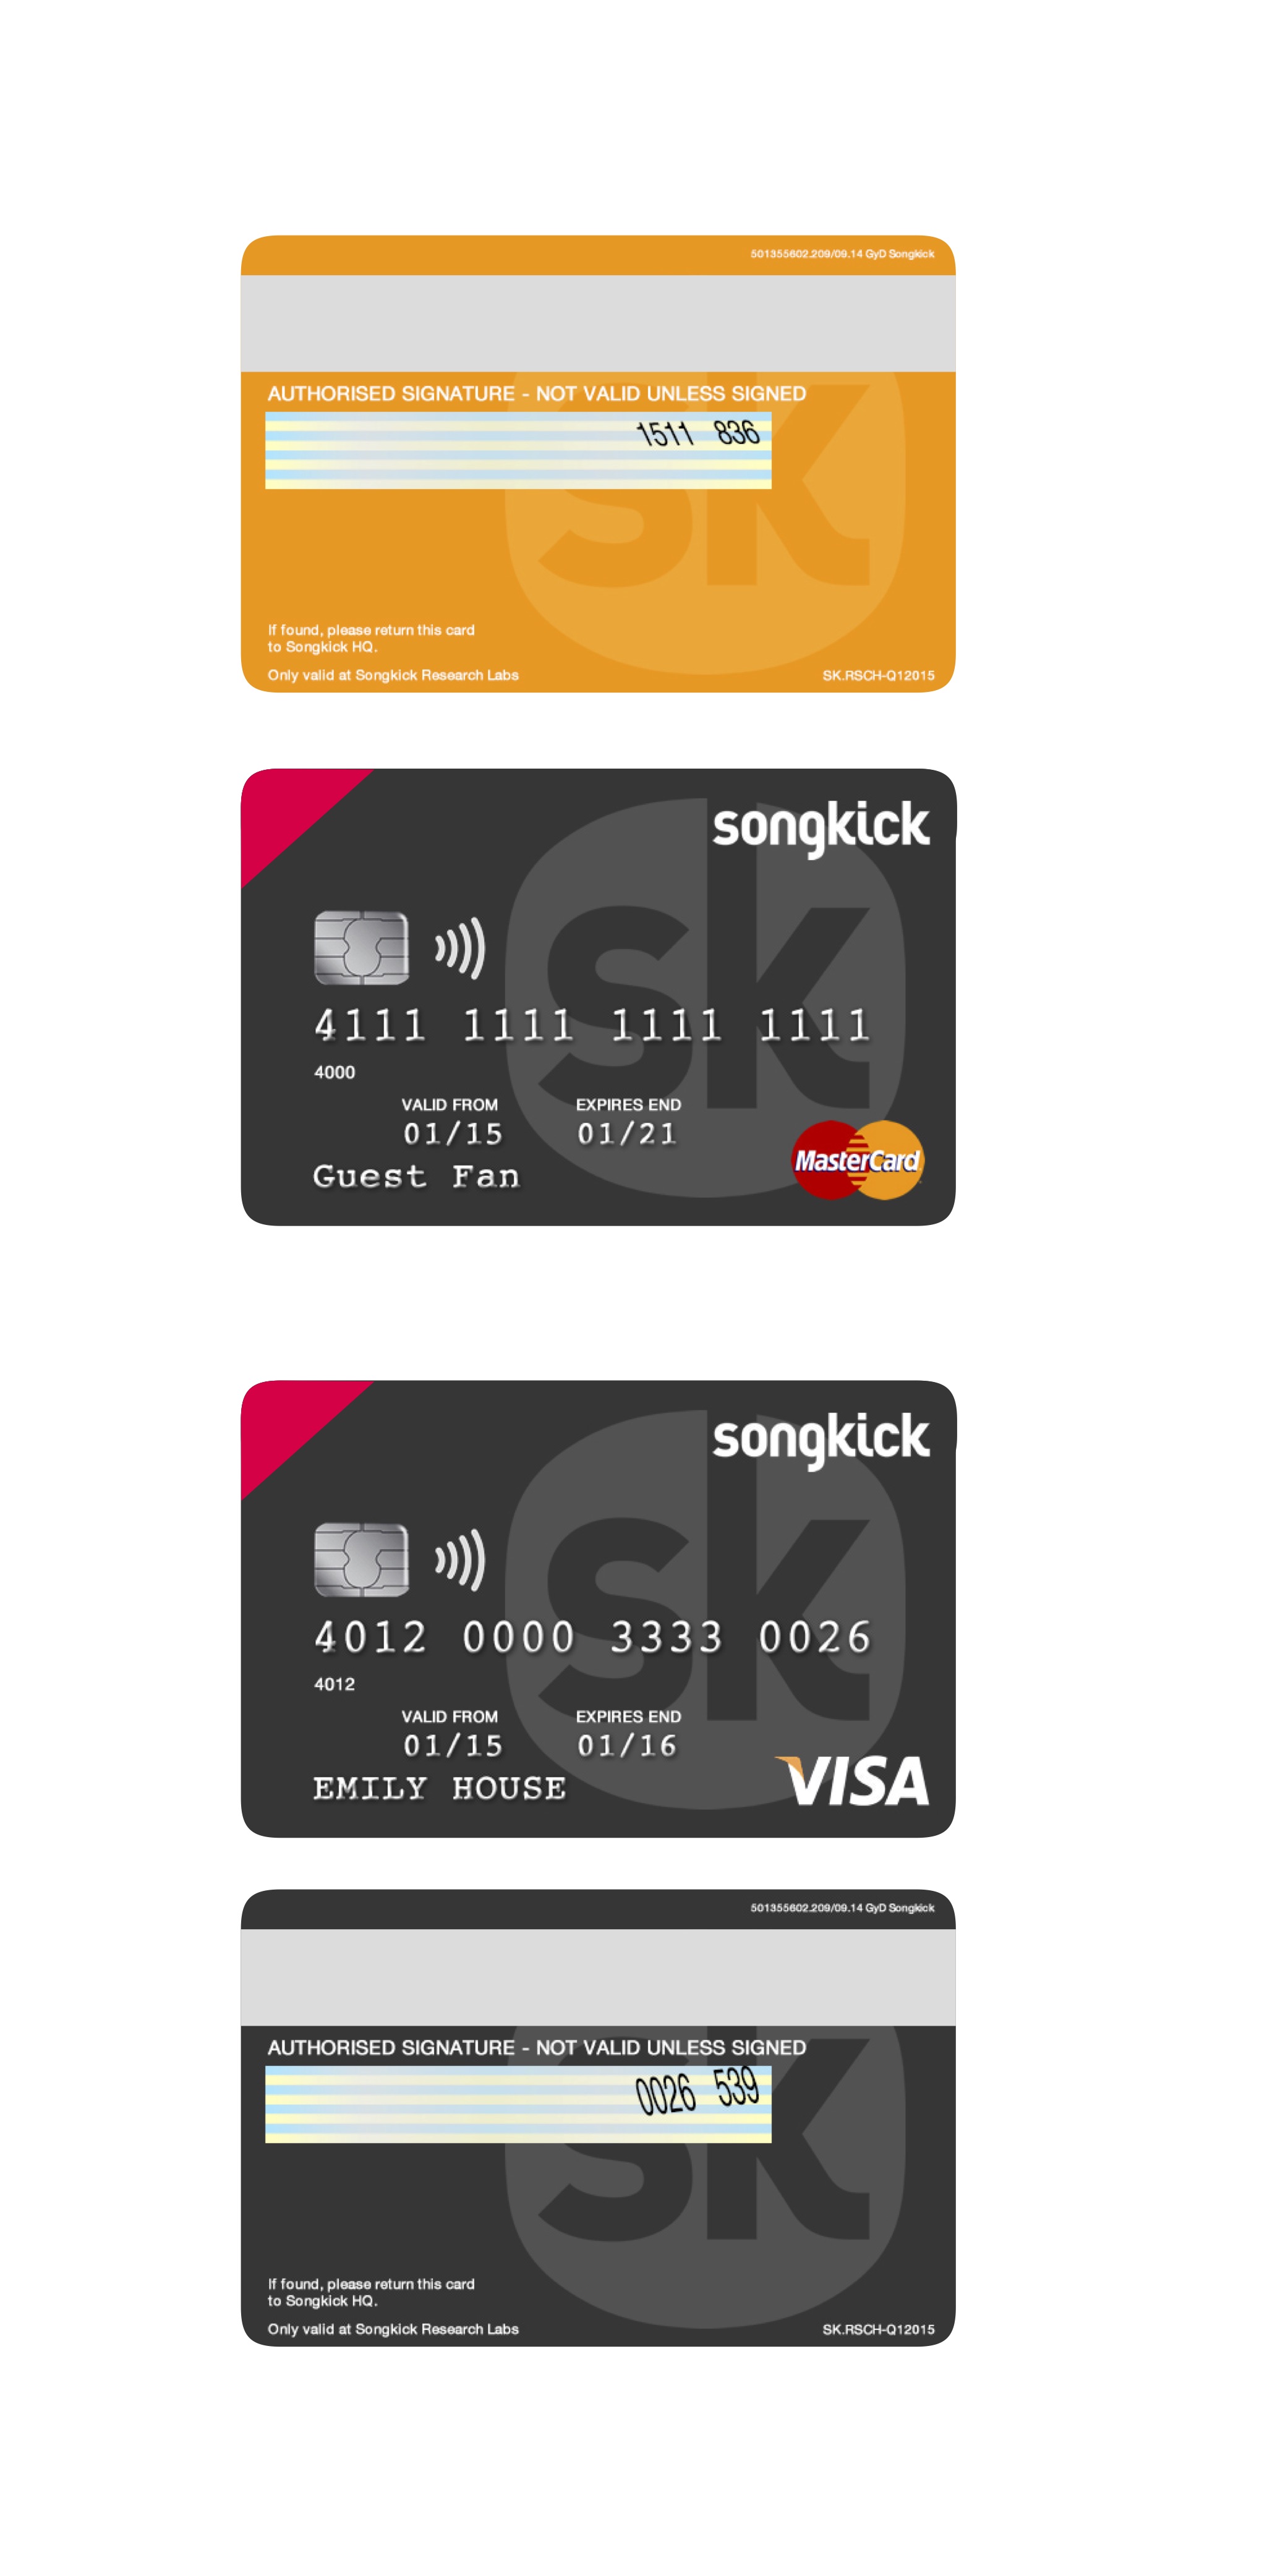 501355602.209/09.14 GyD Songkick
AUTHORISED SIGNATURE - NOT VALID UNLESS SIGNED
1511 836
sk
If found, please return this card
to Songkick HQ.
Only valid at Songkick Research Labs
SK.RSCH-Q12015
songkick
sk
4111 1111 1111 1111
4000
VALID FROM EXPIRES END
01/15 01/21
Guest Fan
MasterCard
songkick
sk
4012 0000 3333 0026
4012
VALID FROM EXPIRES END
01/15 01/16
EMILY HOUSE
VISA
501355602.209/09.14 GyD Songkick
AUTHORISED SIGNATURE - NOT VALID UNLESS SIGNED
0026 539
sk
If found, please return this card
to Songkick HQ.
Only valid at Songkick Research Labs
SK.RSCH-Q12015